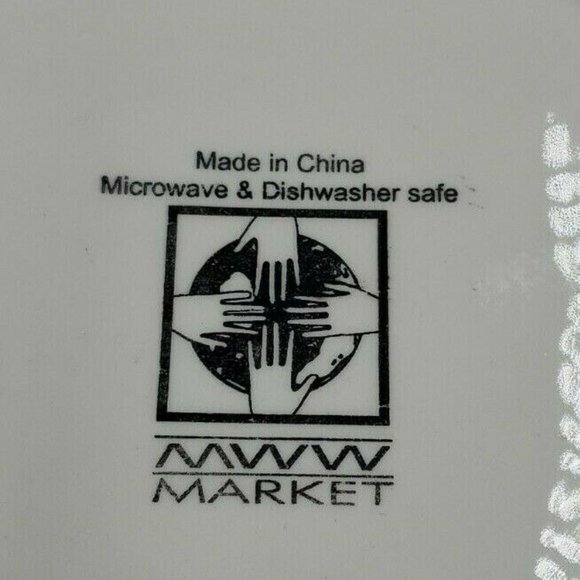 Made in China
Microwave & Dishwasher safe
MWW
MARKET